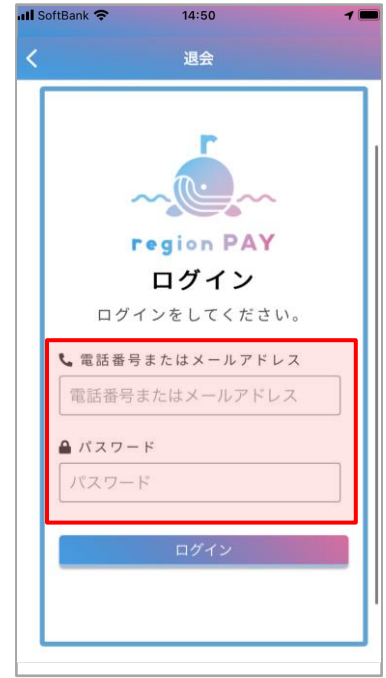 SoftBank 14:50
退会
region PAY
ログイン
ログインをしてください。
電話番号またはメールアドレス
電話番号またはメールアドレス
パスワード
パスワード
ログイン